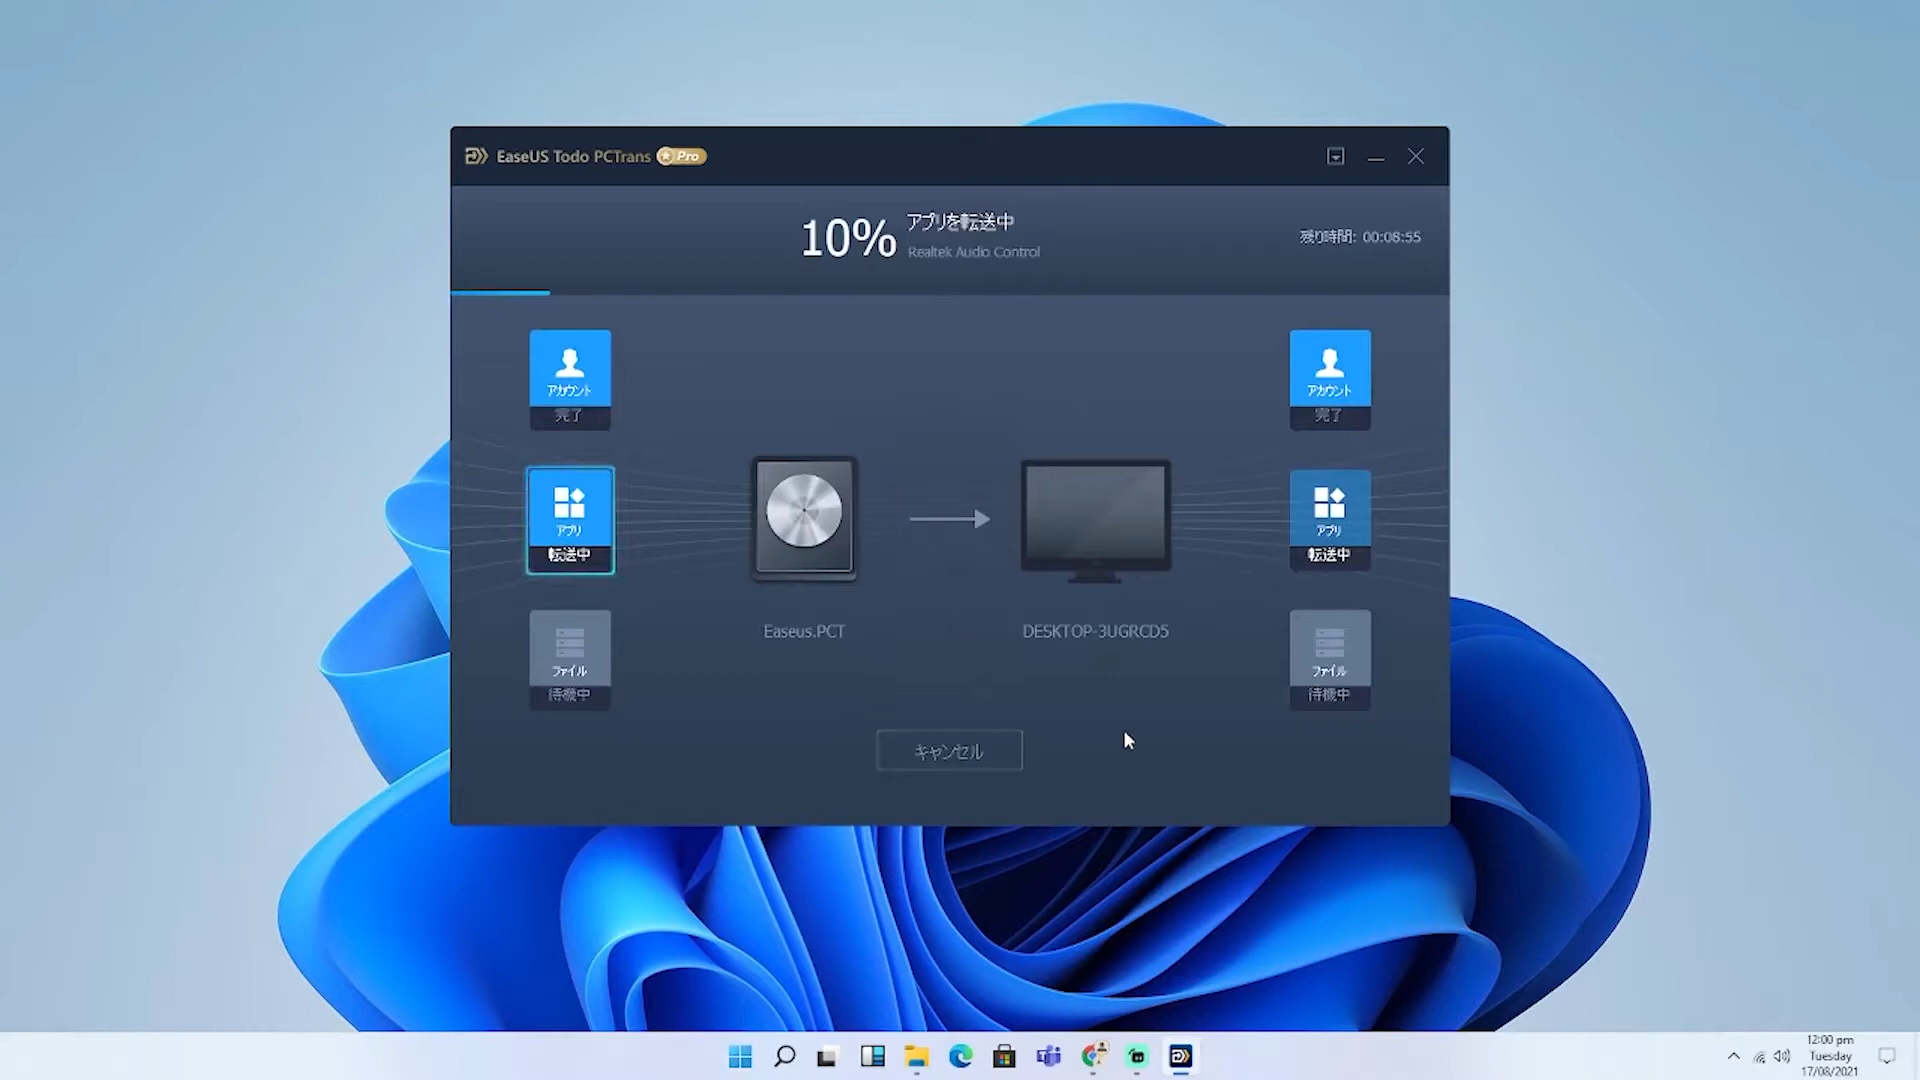 EaseUS Todo PCTrans Pro
10%
アプリを転送中
Realtek Audio Control
残り時間: 00:08:55
アカウント
完了
アカウント
完了
アプリ
転送中
アプリ
転送中
Easeus.PCT
DESKTOP-3UGRCD5
ファイル
待機中
ファイル
待機中
キャンセル
12:00 pm
Tuesday
17/08/2021